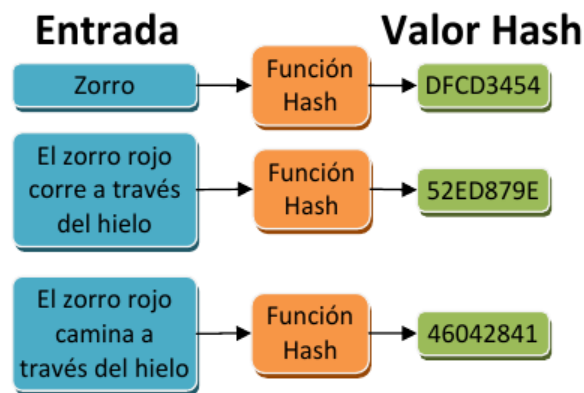 Entrada
Valor Hash
Zorro
Función
Hash
DFCD3454
El zorro rojo
corre a través
del hielo
Función
Hash
52ED879E
El zorro rojo
camina a
través del hielo
Función
Hash
46042841